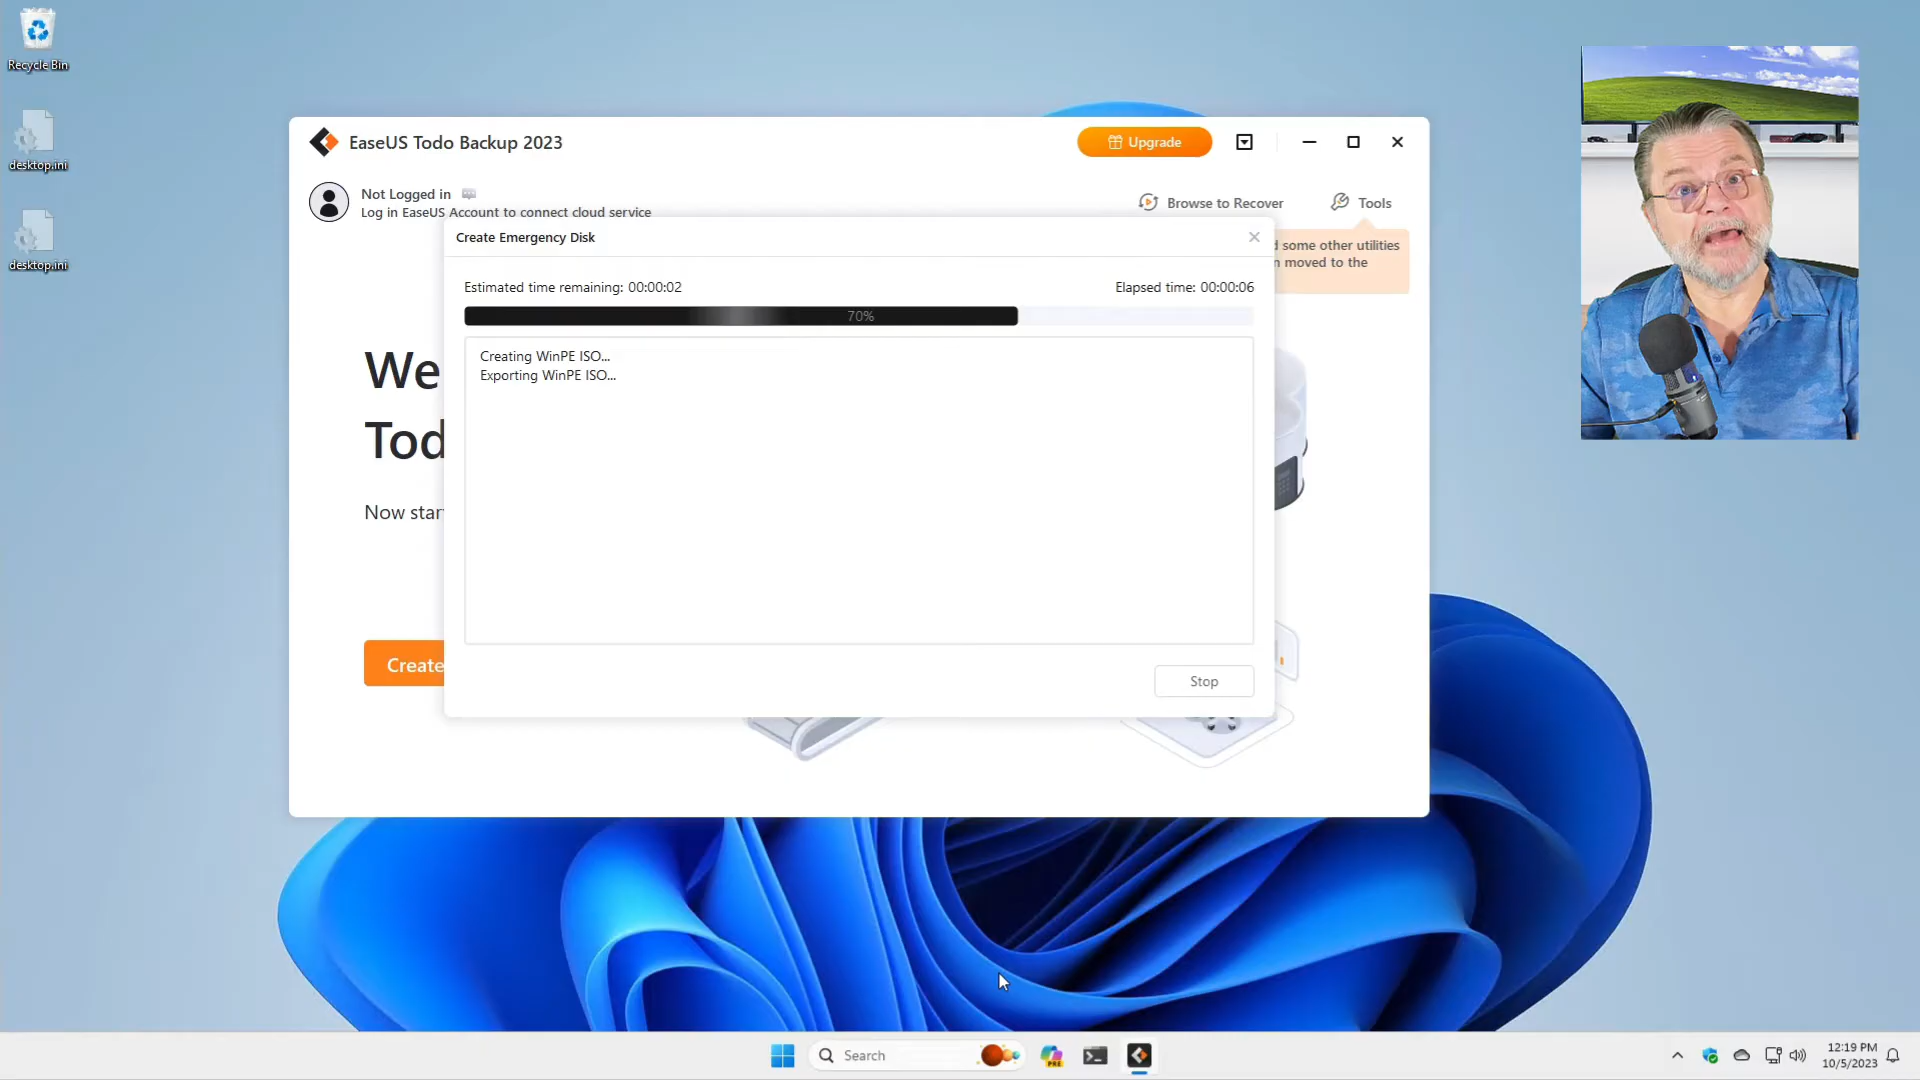 Recycle Bin
desktop.ini
desktop.ini
EaseUS Todo Backup 2023
Upgrade
Not Logged in
Log in EaseUS Account to connect cloud service
Browse to Recover
Tools
some other utilities
moved to the
Create Emergency Disk
Estimated time remaining: 00:00:02
Elapsed time: 00:00:06
70%
Creating WinPE ISO...
Exporting WinPE ISO...
We
Tod
Now star
Create
Stop
Search
PRE
12:19 PM
10/5/2023